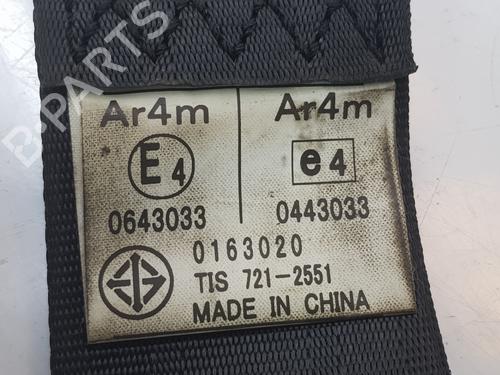 B-PARTS
Ar4m Ar4m
E4 e4
0643033 0443033
0163020
TIS 721-2551
MADE IN CHINA